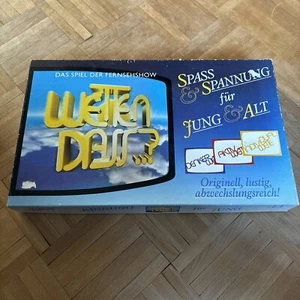 DAS SPIEL DER FERNSEHSHOW
WETTEN
DASS..?
SPASS
& SPANNUNG
für
JUNG & ALT
Originell, lustig,
abwechslungsreich!